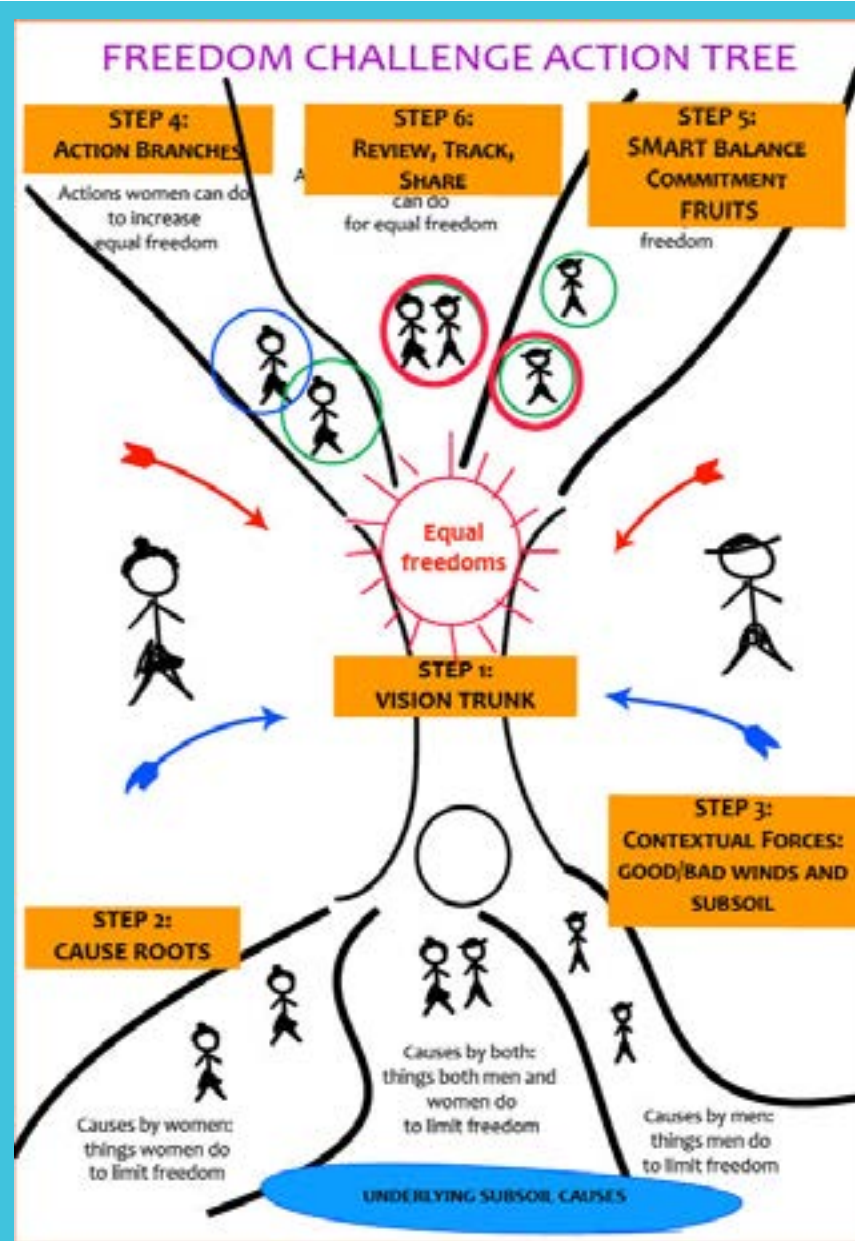 FREEDOM CHALLENGE ACTION TREE
STEP 4:
ACTION BRANCHES
Actions women can do
to increase
equal freedom
STEP 6:
REVIEW, TRACK,
SHARE
A
can do
for equal freedom
STEP 5:
SMART BALANCE
COMMITMENT
FRUITS
freedom
Equal
freedoms
STEP 1:
VISION TRUNK
STEP 3:
CONTEXTUAL FORCES:
GOOD/BAD WINDS AND
SUBSOIL
STEP 2:
CAUSE ROOTS
Causes by women:
things women do
to limit freedom
Causes by both:
things both men and
women do
to limit freedom
Causes by men:
things men do
to limit freedom
UNDERLYING SUBSOIL CAUSES